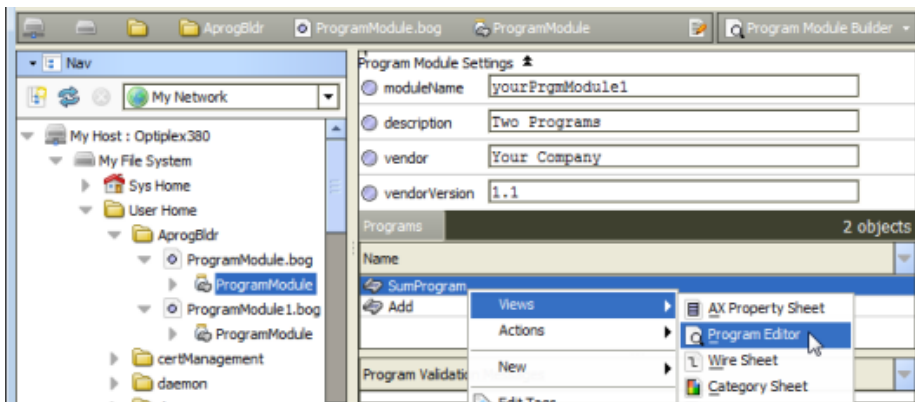 AprogBldr ProgramModule.bog ProgramModule Program Module Builder
Nav
My Network
My Host : Optiplex380
My File System
Sys Home
User Home
AprogBldr
ProgramModule.bog
ProgramModule
ProgramModule1.bog
ProgramModule
certManagement
daemon
Program Module Settings
moduleName yourPrgmModule1
description Two Programs
vendor Your Company
vendorVersion 1.1
Programs 2 objects
Name
SumProgram
Add
Program Validatio
Views
Actions
New
Edit Tags
AX Property Sheet
Program Editor
Wire Sheet
Category Sheet